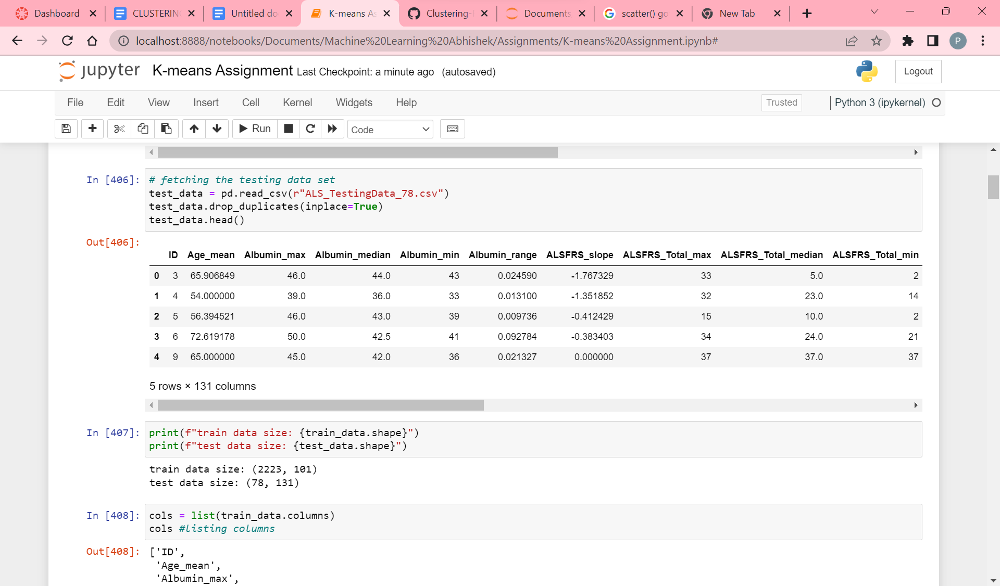 Dashboard CLUSTERIN Untitled do K-means As Clustering- Documents scatter() go New Tab
localhost:8888/notebooks/Documents/Machine%20Learning%20Abhishek/Assignments/K-means%20Assignment.ipynb# P
jupyter K-means Assignment Last Checkpoint: a minute ago (autosaved) Logout
File Edit View Insert Cell Kernel Widgets Help Trusted Python 3 (ipykernel)
Run Code
In [406]: # fetching the testing data set
test_data = pd.read_csv(r"ALS_TestingData_78.csv")
test_data.drop_duplicates(inplace=True)
test_data.head()
Out[406]:
ID Age_mean Albumin_max Albumin_median Albumin_min Albumin_range ALSFRS_slope ALSFRS_Total_max ALSFRS_Total_median ALSFRS_Total_min
0 3 65.906849 46.0 44.0 43 0.024590 -1.767329 33 5.0 2
1 4 54.000000 39.0 36.0 33 0.013100 -1.351852 32 23.0 14
2 5 56.394521 46.0 43.0 39 0.009736 -0.412429 15 10.0 2
3 6 72.619178 50.0 42.5 41 0.092784 -0.383403 34 24.0 21
4 9 65.000000 45.0 42.0 36 0.021327 0.000000 37 37.0 37
5 rows × 131 columns
In [407]: print(f"train data size: {train_data.shape}")
print(f"test data size: {test_data.shape}")
train data size: (2223, 101)
test data size: (78, 131)
In [408]: cols = list(train_data.columns)
cols #listing columns
Out[408]: ['ID',
'Age_mean',
'Albumin_max',